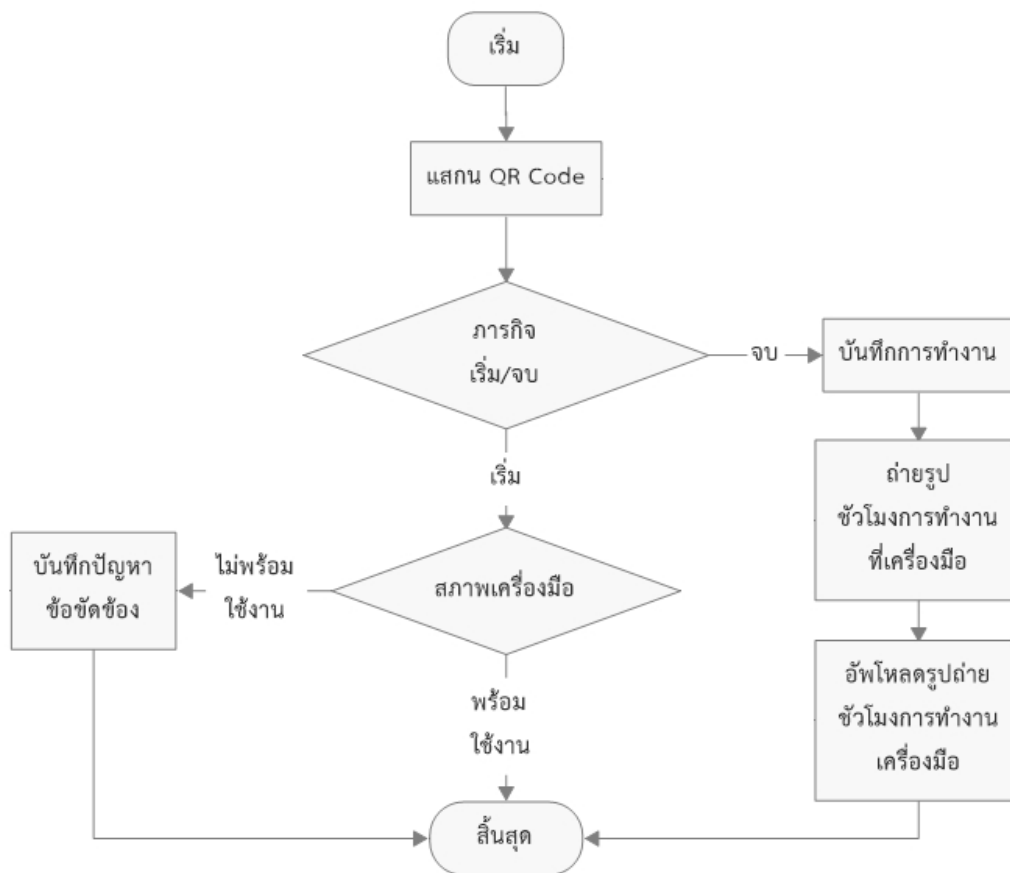 เริ่ม
แสกน QR Code
ภารกิจ
เริ่ม/จบ
จบ
บันทึกการทำงาน
เริ่ม
ถ่ายรูป
ชัวโมงการทำงาน
ที่เครื่องมือ
สภาพเครื่องมือ
ไม่พร้อม
ใช้งาน
บันทึกปัญหา
ข้อขัดข้อง
พร้อม
ใช้งาน
อัพโหลดรูปถ่าย
ชัวโมงการทำงาน
เครื่องมือ
สิ้นสุด